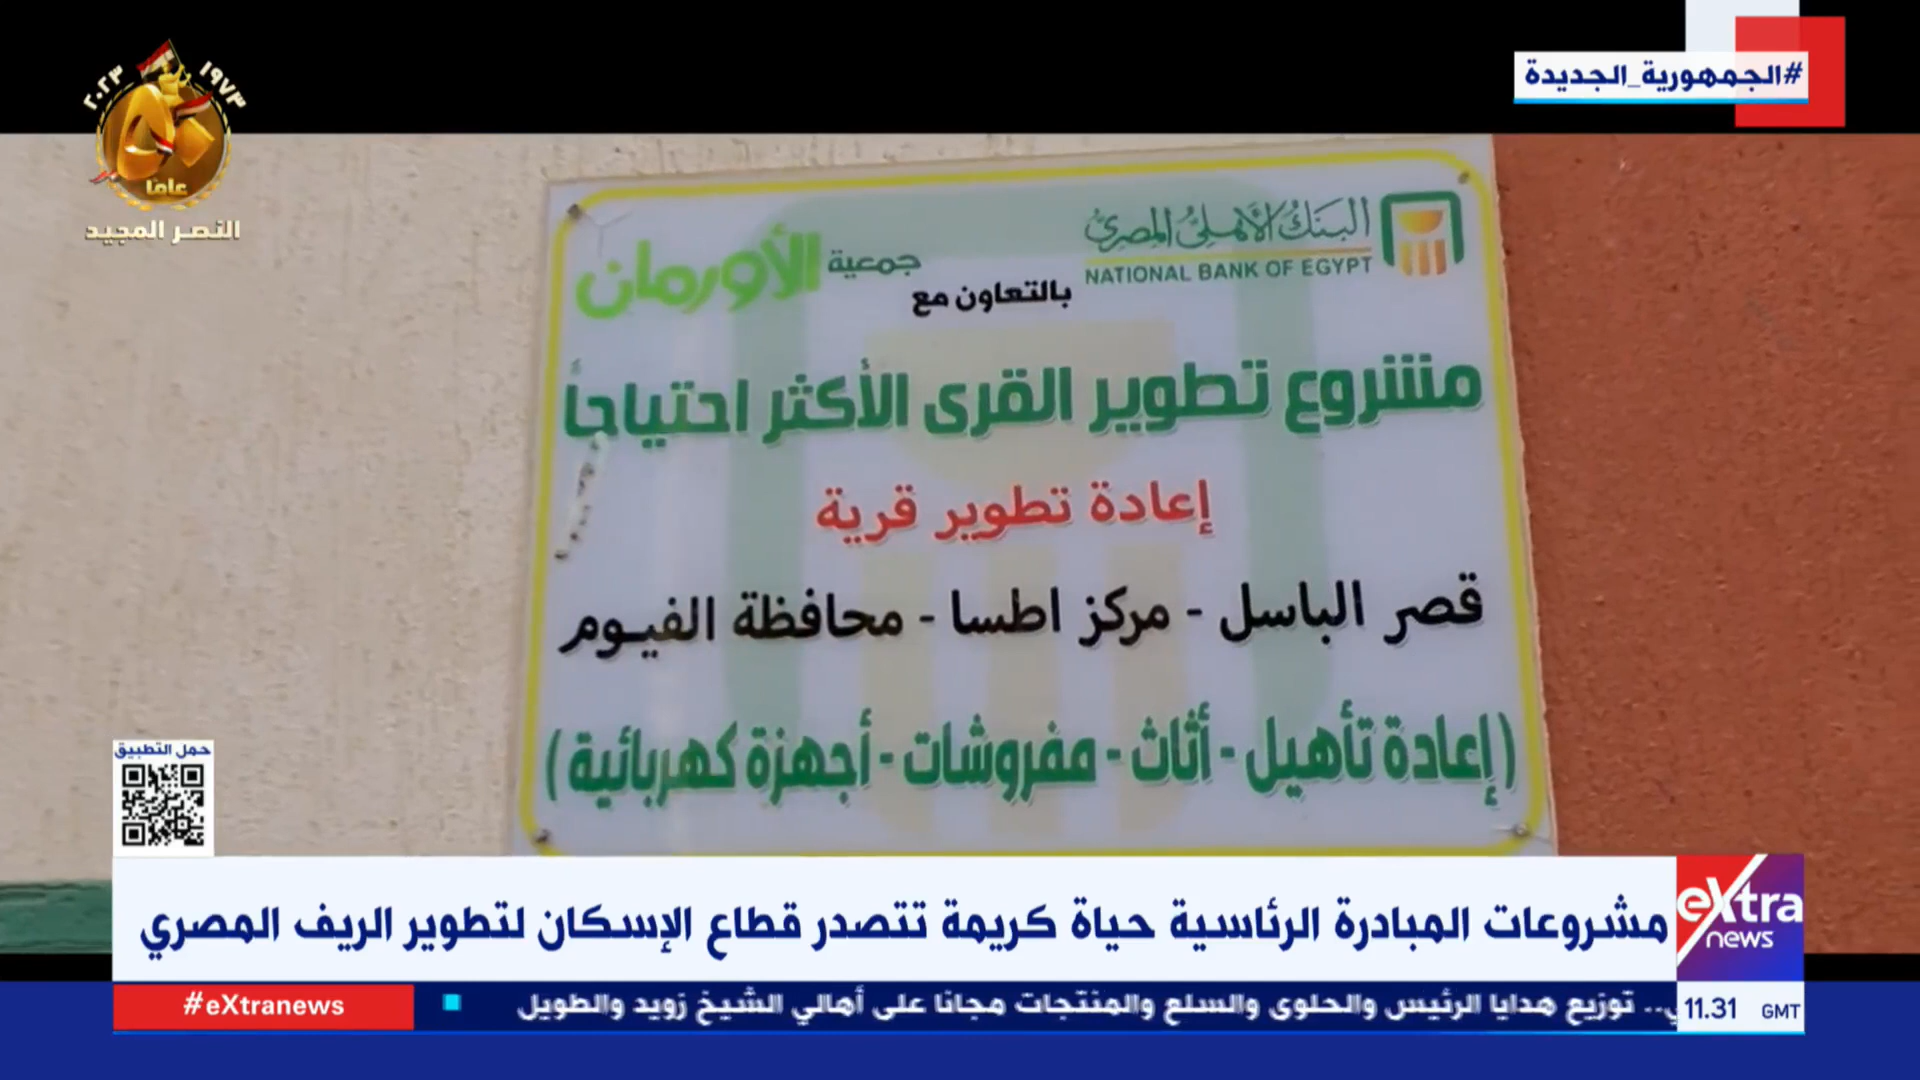 #الجمهورية_الجديدة
٢٠٢٣ ١٩٧٣
٥٠
عاما
النصر المجيد
البنك الأهلي المصري
NATIONAL BANK OF EGYPT
بالتعاون مع
جمعية الأورمان
مشروع تطوير القرى الأكثر احتياجاً
إعادة تطوير قرية
قصر الباسل - مركز اطسا - محافظة الفيوم
(إعادة تأهيل - أثاث - مفروشات - أجهزة كهربائية)
حمل التطبيق
مشروعات المبادرة الرئاسية حياة كريمة تتصدر قطاع الإسكان لتطوير الريف المصري
eXtra news
#eXtranews
.. توزيع هدايا الرئيس والحلوى والسلع والمنتجات مجانا على أهالي الشيخ زويد والطويل
11.31 GMT